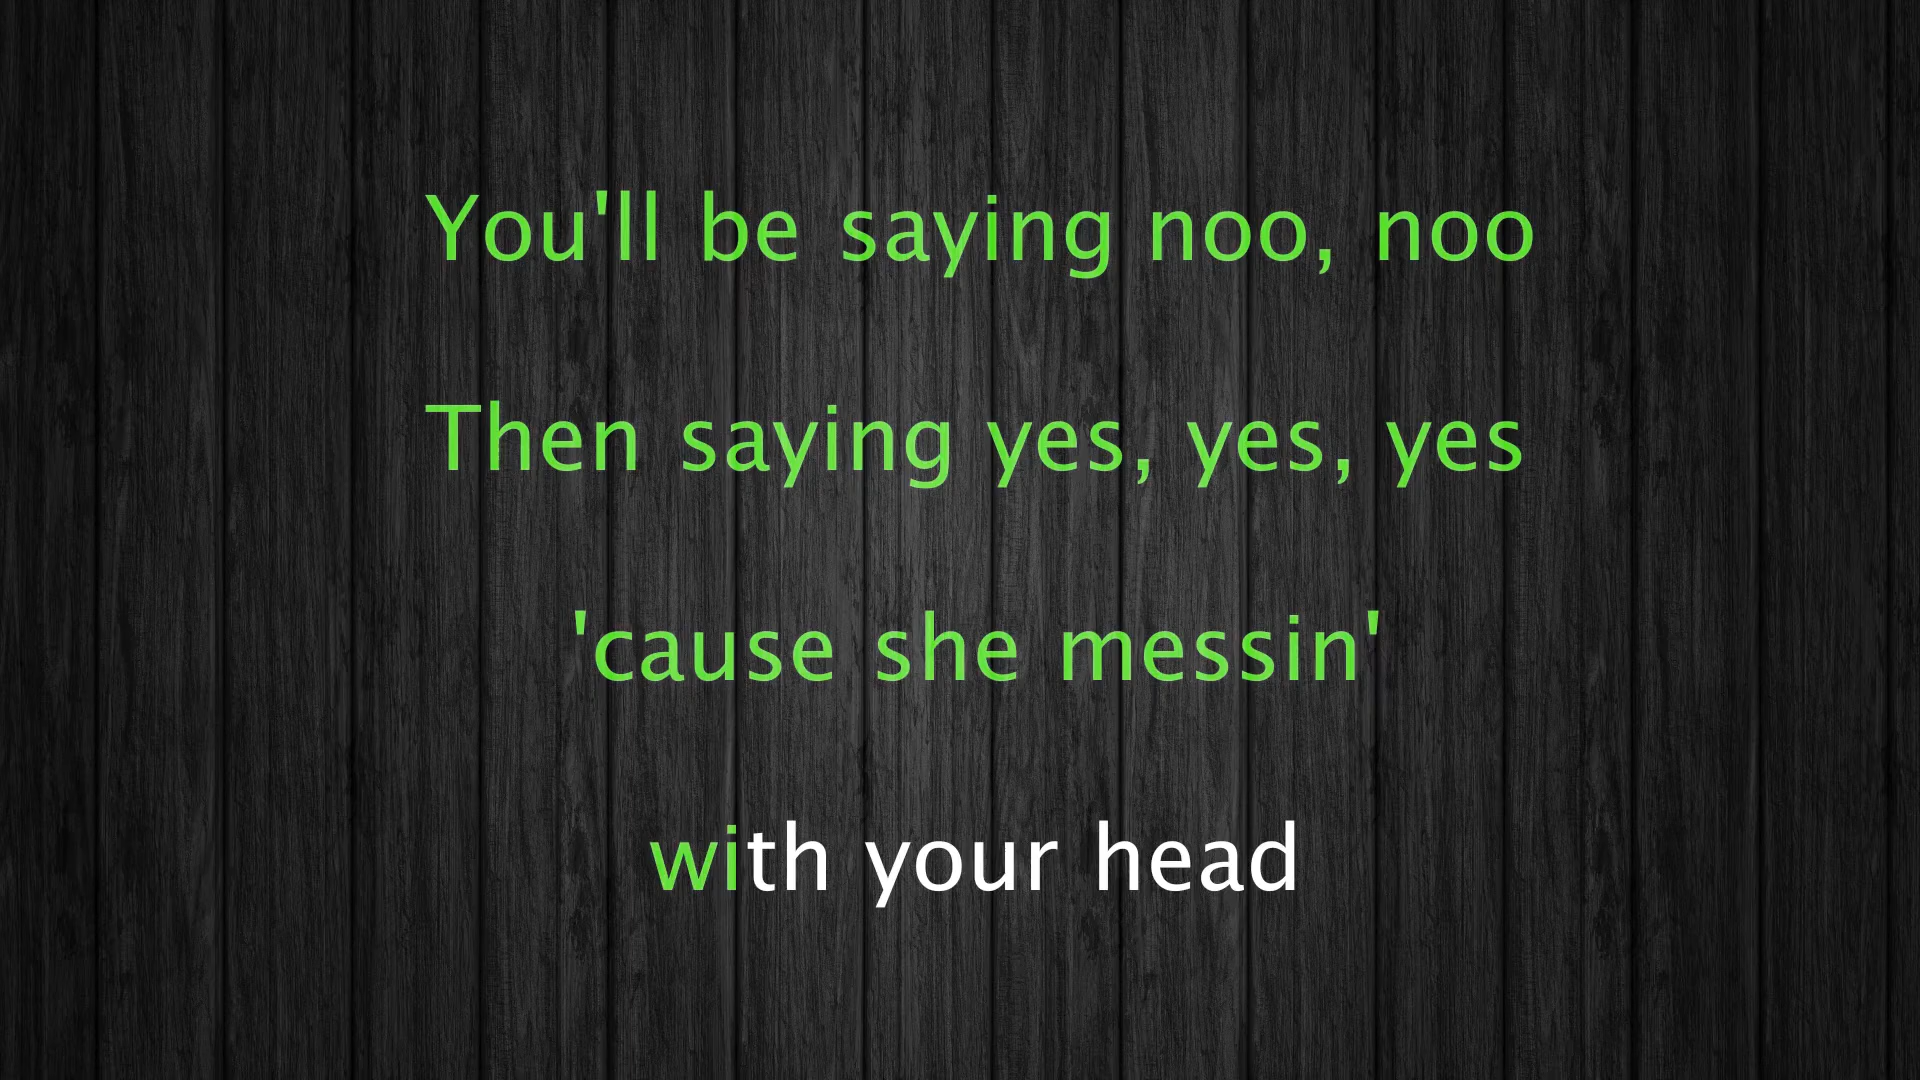 You'll be saying noo, noo
Then saying yes, yes, yes
'cause she messin'
with your head